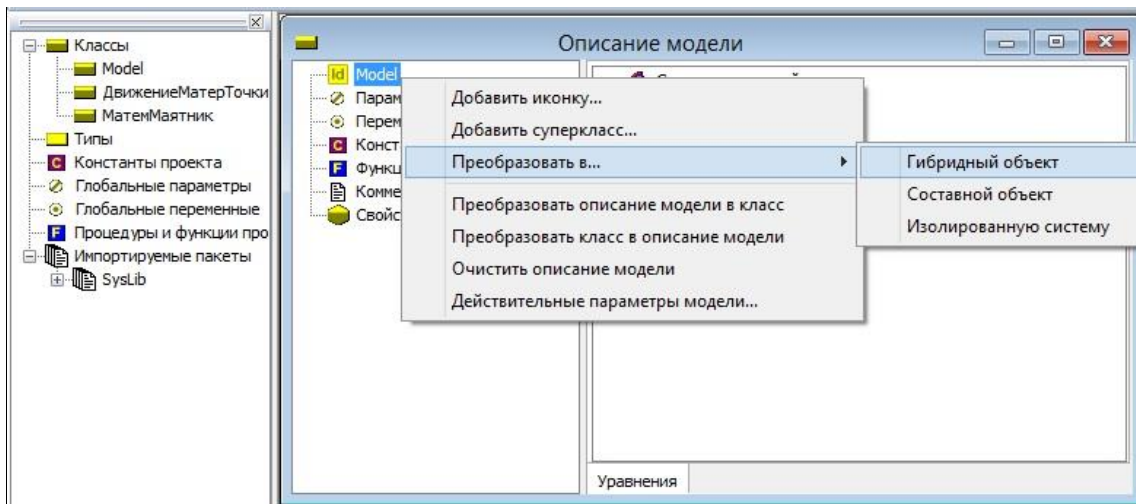 Классы
Model
ДвижениеМатерТочки
МатемМаятник
Типы
Константы проекта
Глобальные параметры
Глобальные переменные
Процедуры и функции про
Импортируемые пакеты
SysLib
Описание модели
Id Model
Парам
Перем
C Конст
F Функц
Комме
Свойс
Добавить иконку...
Добавить суперкласс...
Преобразовать в...
Преобразовать описание модели в класс
Преобразовать класс в описание модели
Очистить описание модели
Действительные параметры модели...
Гибридный объект
Составной объект
Изолированную систему
Уравнения